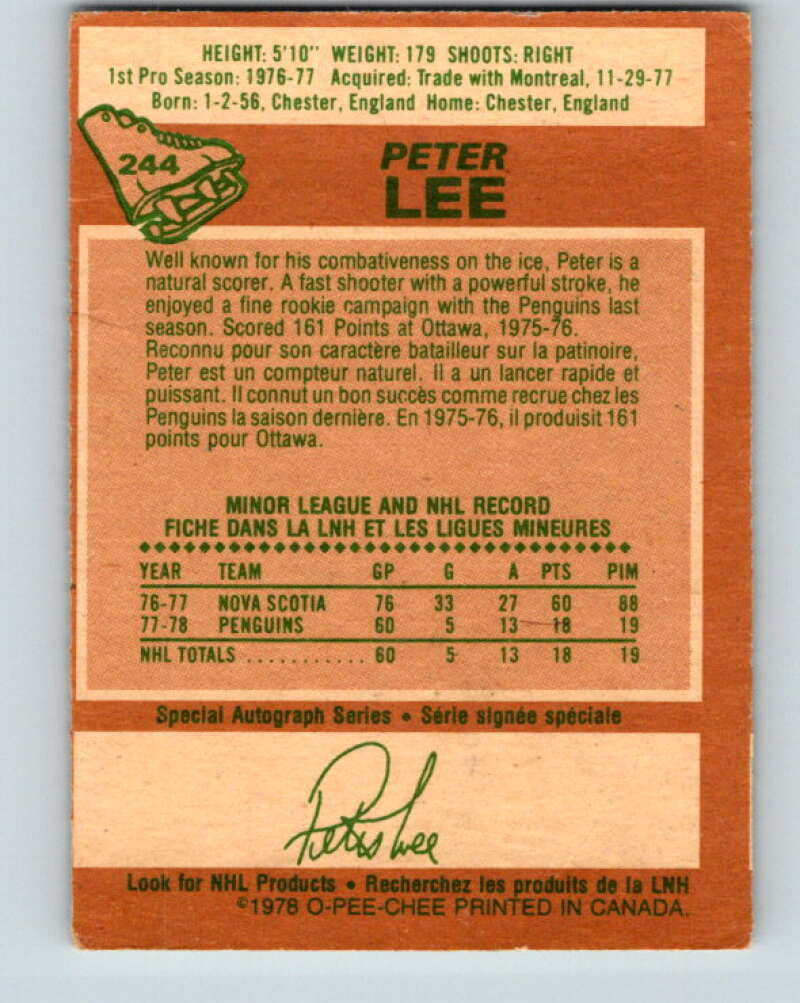 HEIGHT: 5'10" WEIGHT: 179 SHOOTS: RIGHT
1st Pro Season: 1976-77 Acquired: Trade with Montreal, 11-29-77
Born: 1-2-56, Chester, England Home: Chester, England
244
PETER
LEE
Well known for his combativeness on the ice, Peter is a
natural scorer. A fast shooter with a powerful stroke, he
enjoyed a fine rookie campaign with the Penguins last
season. Scored 161 Points at Ottawa, 1975-76.
Reconnu pour son caractère batailleur sur la patinoire,
Peter est un compteur naturel. Il a un lancer rapide et
puissant. Il connut un bon succès comme recrue chez les
Penguins la saison dernière. En 1975-76, il produisit 161
points pour Ottawa.
MINOR LEAGUE AND NHL RECORD
FICHE DANS LA LNH ET LES LIGUES MINEURES
YEAR TEAM GP G A PTS PIM
76-77 NOVA SCOTIA 76 33 27 60 88
77-78 PENGUINS 60 5 13 18 19
NHL TOTALS ........... 60 5 13 18 19
Special Autograph Series • Série signée spéciale
Peter Lee
Look for NHL Products • Recherchez les produits de la LNH
©1978 O-PEE-CHEE PRINTED IN CANADA.